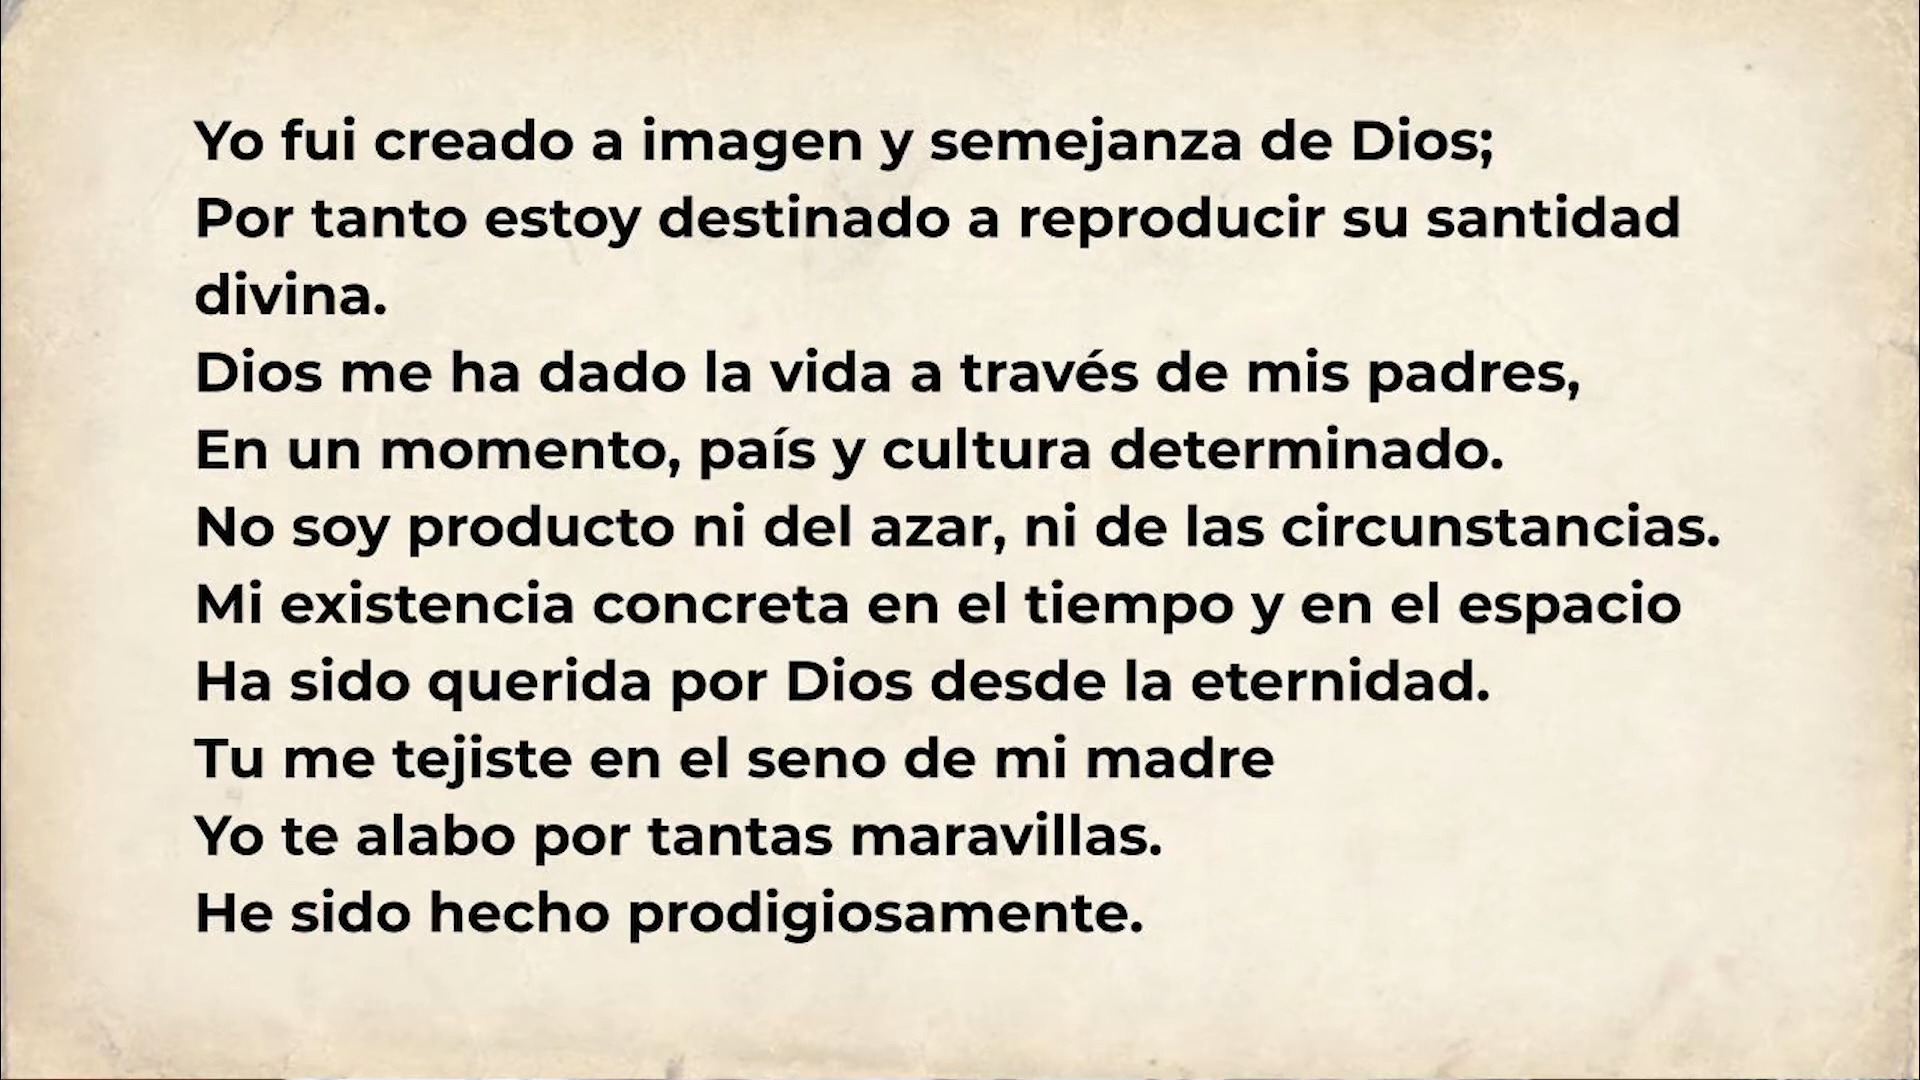 Yo fui creado a imagen y semejanza de Dios;
Por tanto estoy destinado a reproducir su santidad
divina.
Dios me ha dado la vida a través de mis padres,
En un momento, país y cultura determinado.
No soy producto ni del azar, ni de las circunstancias.
Mi existencia concreta en el tiempo y en el espacio
Ha sido querida por Dios desde la eternidad.
Tu me tejiste en el seno de mi madre
Yo te alabo por tantas maravillas.
He sido hecho prodigiosamente.